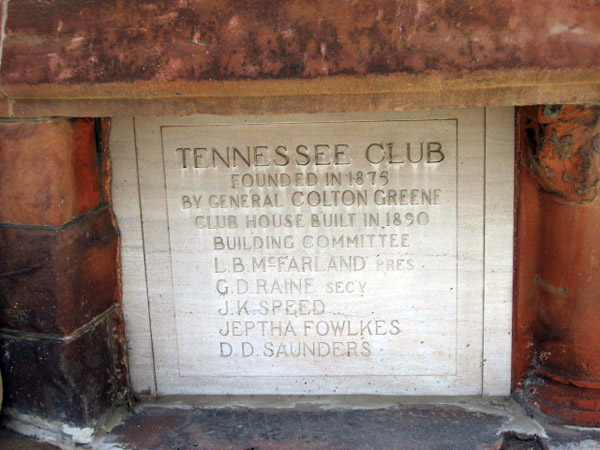 TENNESSEE CLUB
FOUNDED IN 1875
BY GENERAL COLTON GREENE
CLUB HOUSE BUILT IN 1890
BUILDING COMMITTEE
L.B. McFARLAND PRES
G.D. RAINE SEC'Y
J.K. SPEED
JEPTHA FOWLKES
D.D. SAUNDERS